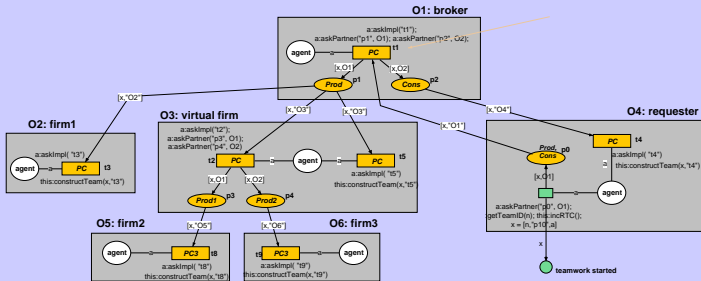 O1: broker
a:askImpl("t1");
a:askPartner("p1", O1); a:askPartner("p2", O2);
agent
a
PC
t1
[x,O1]
[x,O2]
Prod
p1
Cons
p2
[x,"O2"]
[x,"O3"]
[x,"O3"]
[x,"O1"]
[x,"O4"]
O2: firm1
a:askImpl( "t3")
agent
a
PC
t3
this:constructTeam(x,"t3")
O3: virtual firm
a:askImpl("t2");
a:askPartner("p3", O1);
a:askPartner("p4", O2)
t2
PC
a
agent
a
PC
t5
a:askImpl( "t5")
this:constructTeam(x,"t5")
[x,O1]
[x,O2]
Prod1
p3
Prod2
p4
[x,"O5"]
[x,"O6"]
O4: requester
PC
t4
Prod,
Cons
p0
a:askImpl( "t4")
this:constructTeam(x,"t4")
a
[x,O1]
a
agent
a:askPartner("p0", O1);
:getTeamID(n); this:incRTC();
x = [n,"p10",a]
x
teamwork started
O5: firm2
agent
a
PC3
t8
a:askImpl( "t8")
this:constructTeam(x,"t8")
O6: firm3
t9
PC3
a
agent
a:askImpl( "t9")
this:constructTeam(x,"t9")